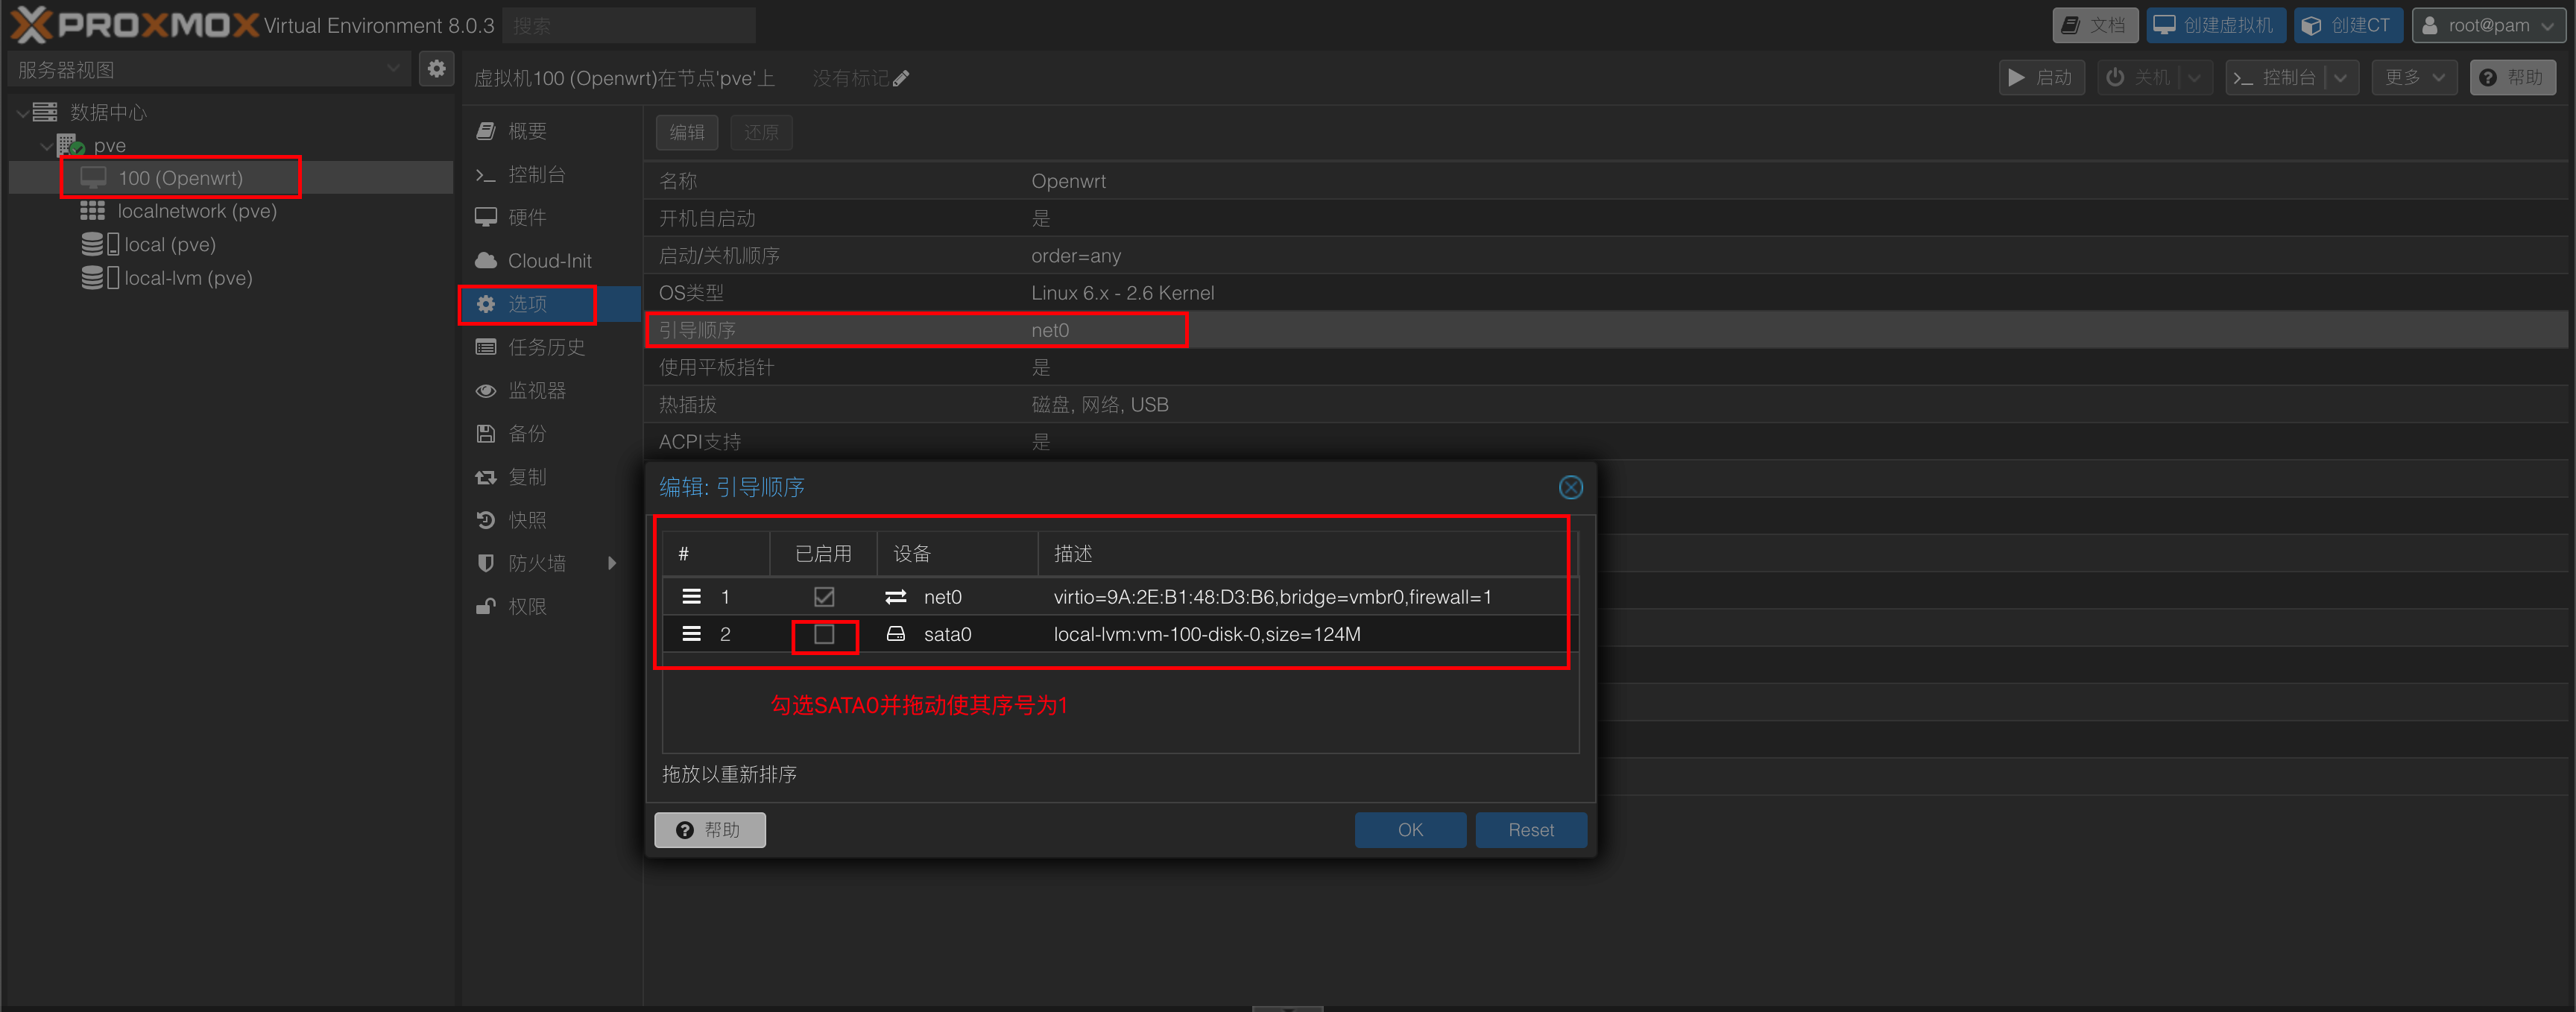 PROXMOX Virtual Environment 8.0.3 搜索 文档 创建虚拟机 创建CT root@pam
服务器视图
数据中心
pve
100 (Openwrt)
localnetwork (pve)
local (pve)
local-lvm (pve)
虚拟机100 (Openwrt)在节点'pve'上 没有标记 启动 关机 控制台 更多 帮助
概要
控制台
硬件
Cloud-Init
选项
任务历史
监视器
备份
复制
快照
防火墙
权限
编辑 还原
名称 Openwrt
开机自启动 是
启动/关机顺序 order=any
OS类型 Linux 6.x - 2.6 Kernel
引导顺序 net0
使用平板指针 是
热插拔 磁盘, 网络, USB
ACPI支持 是
编辑: 引导顺序
# 已启用 设备 描述
1 net0 virtio=9A:2E:B1:48:D3:B6,bridge=vmbr0,firewall=1
2 sata0 local-lvm:vm-100-disk-0,size=124M
勾选SATA0并拖动使其序号为1
拖放以重新排序
帮助 OK Reset